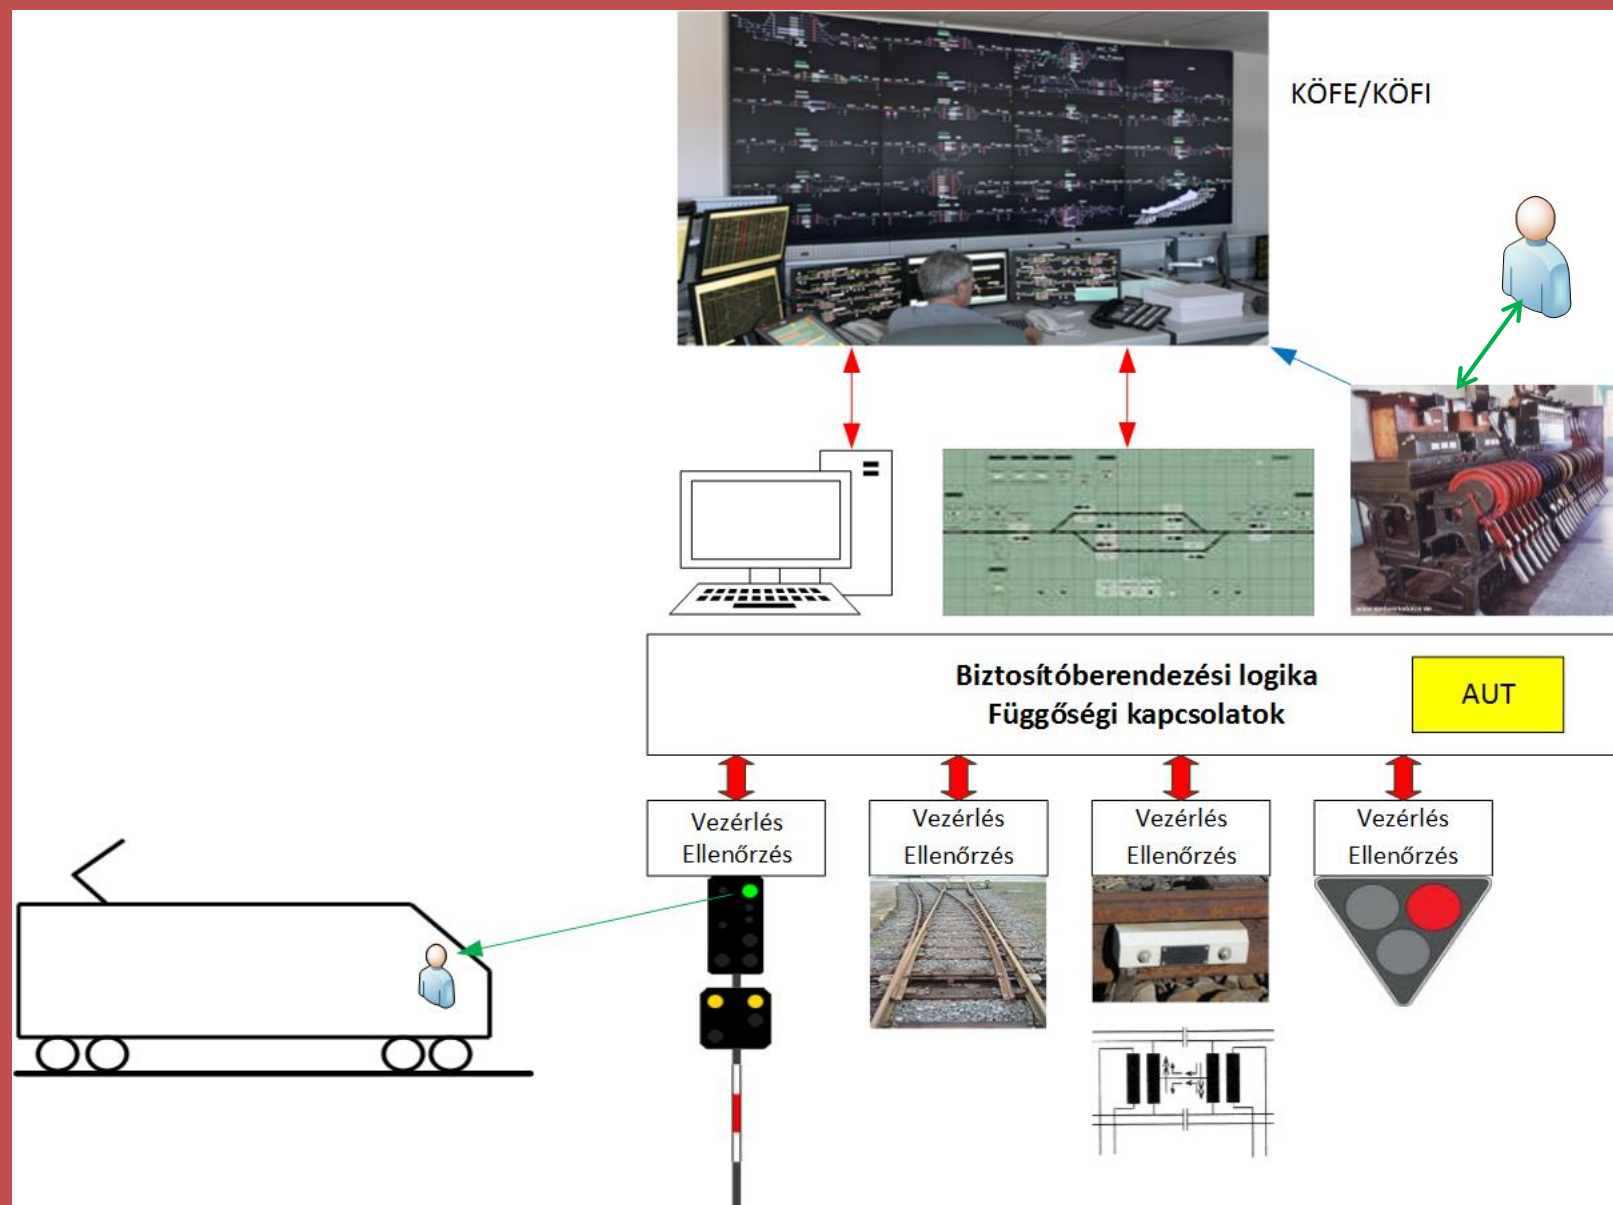 KÖFE/KÖFI
Biztosítóberendezési logika
Függőségi kapcsolatok
AUT
Vezérlés
Ellenőrzés
Vezérlés
Ellenőrzés
Vezérlés
Ellenőrzés
Vezérlés
Ellenőrzés